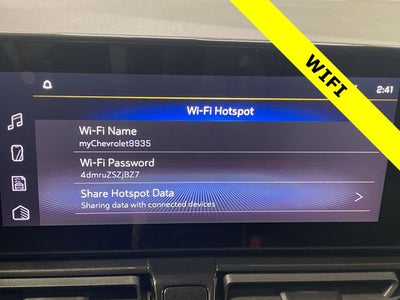 WIFI
2:41
Wi-Fi Hotspot
Wi-Fi Name
myChevrolet9935
Wi-Fi Password
4dmruZSZjBZ7
Share Hotspot Data
Sharing data with connected devices